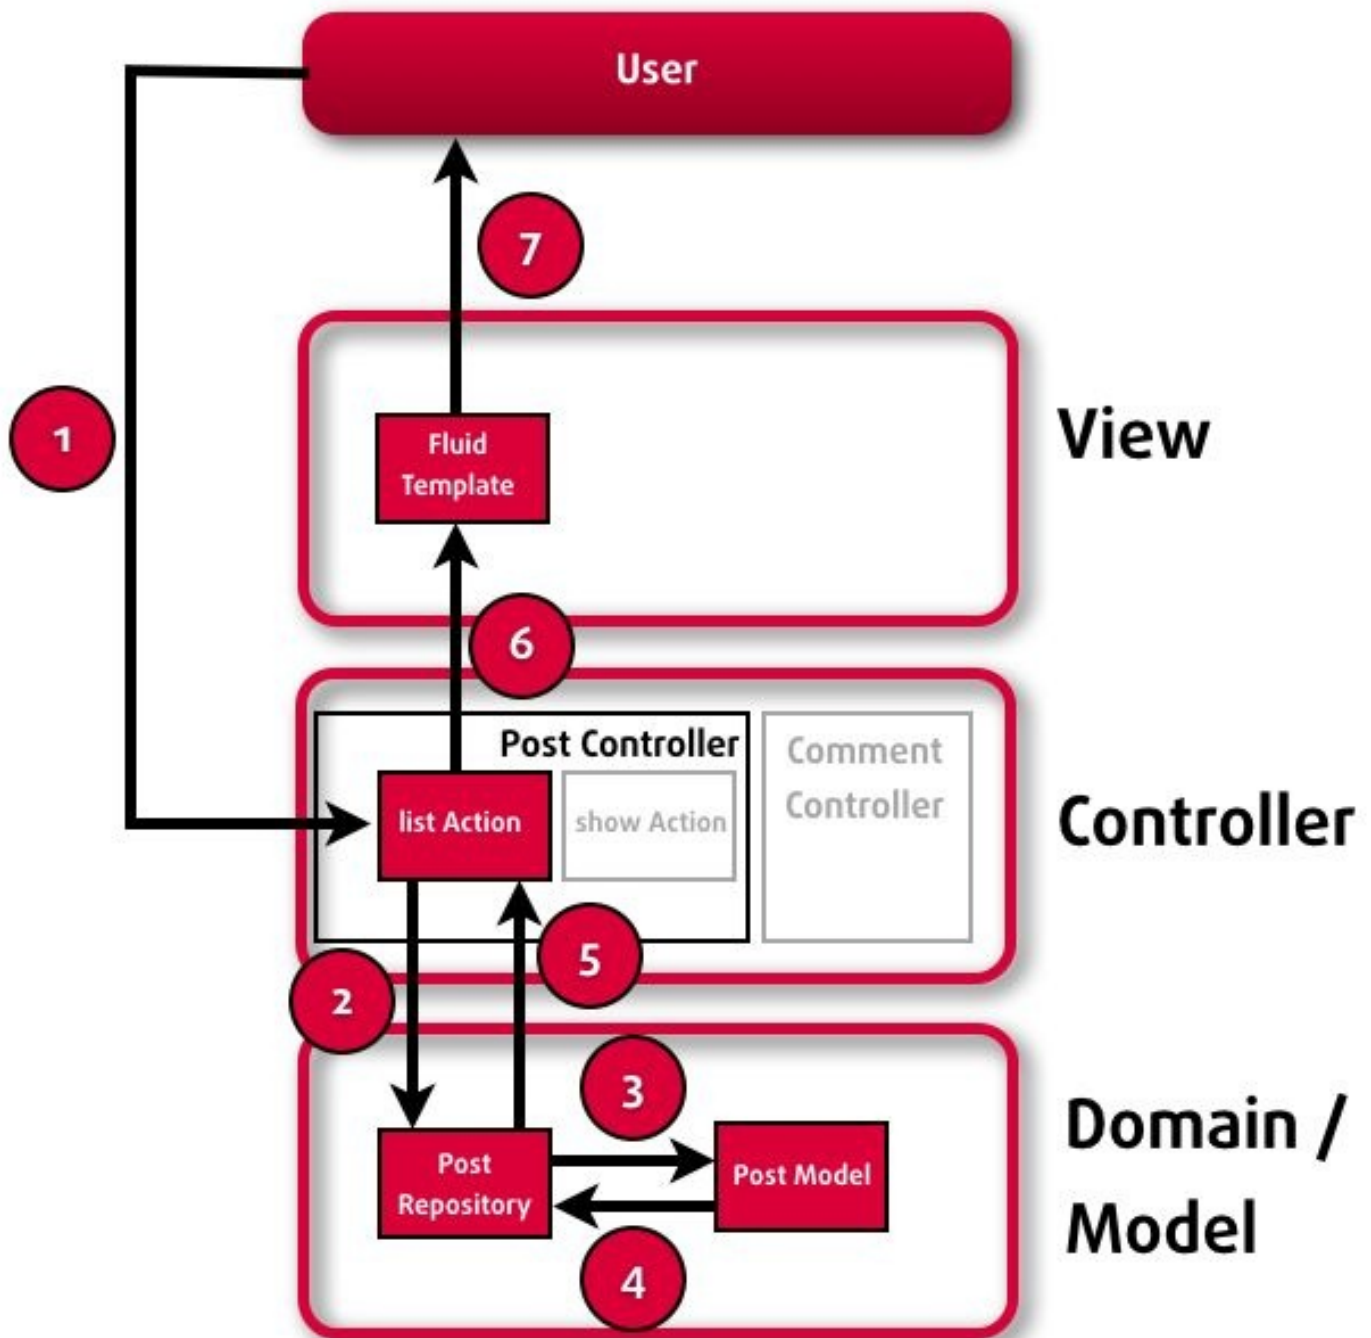 User
7
1
Fluid
Template
View
6
Post Controller
Comment
Controller
list Action
show Action
Controller
5
2
3
Post
Repository
Post Model
4
Domain /
Model